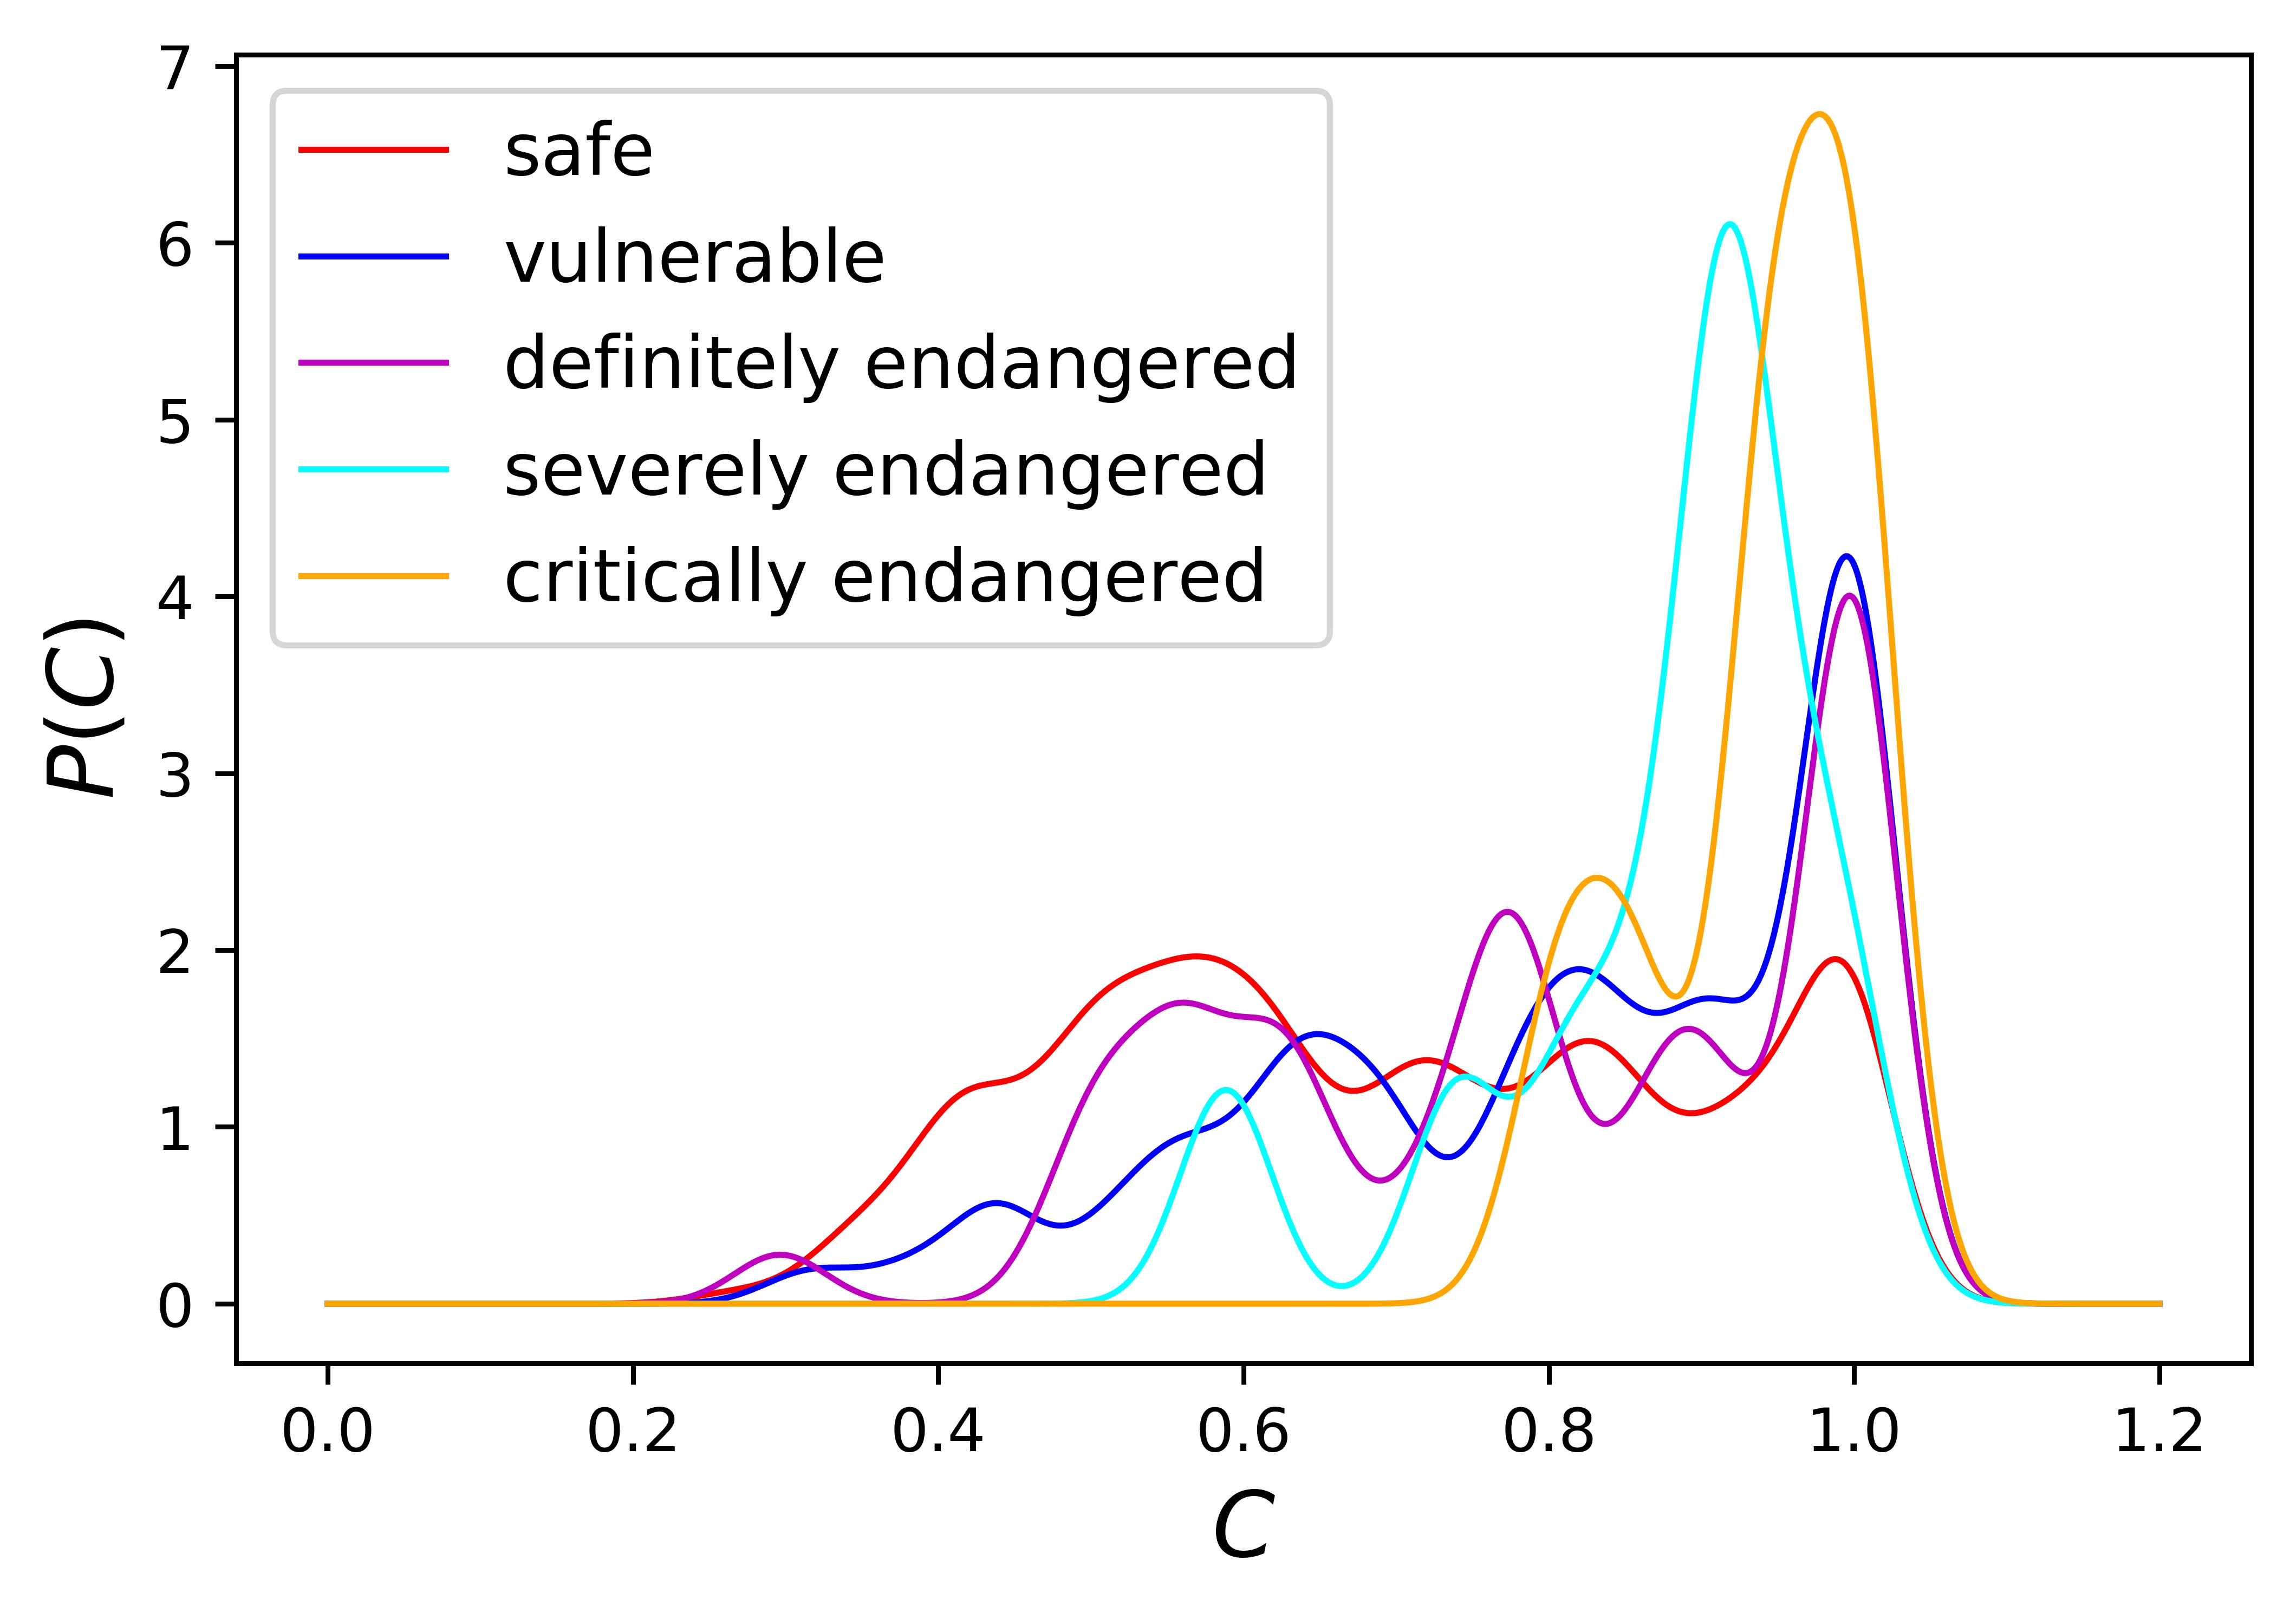 7
6
5
4
3
2
1
0
P(C)
safe
vulnerable
definitely endangered
severely endangered
critically endangered
0.0 0.2 0.4 0.6 0.8 1.0 1.2
C